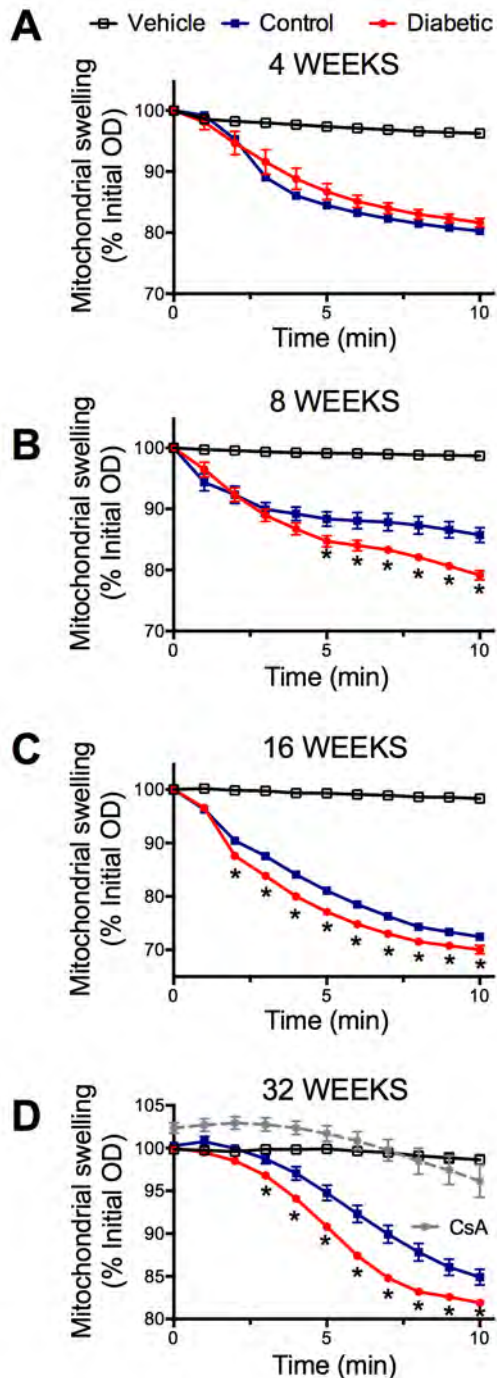 A
Vehicle Control Diabetic
4 WEEKS
Mitochondrial swelling
(% Initial OD)
100
90
80
70
0 5 10
Time (min)
B
8 WEEKS
Mitochondrial swelling
(% Initial OD)
100
90
80
70
* * * * * *
0 5 10
Time (min)
C
16 WEEKS
Mitochondrial swelling
(% Initial OD)
100
90
80
70
* * * * * * * * *
0 5 10
Time (min)
D
32 WEEKS
Mitochondrial swelling
(% Initial OD)
105
100
95
90
85
80
CsA
* * * * * * * *
0 5 10
Time (min)